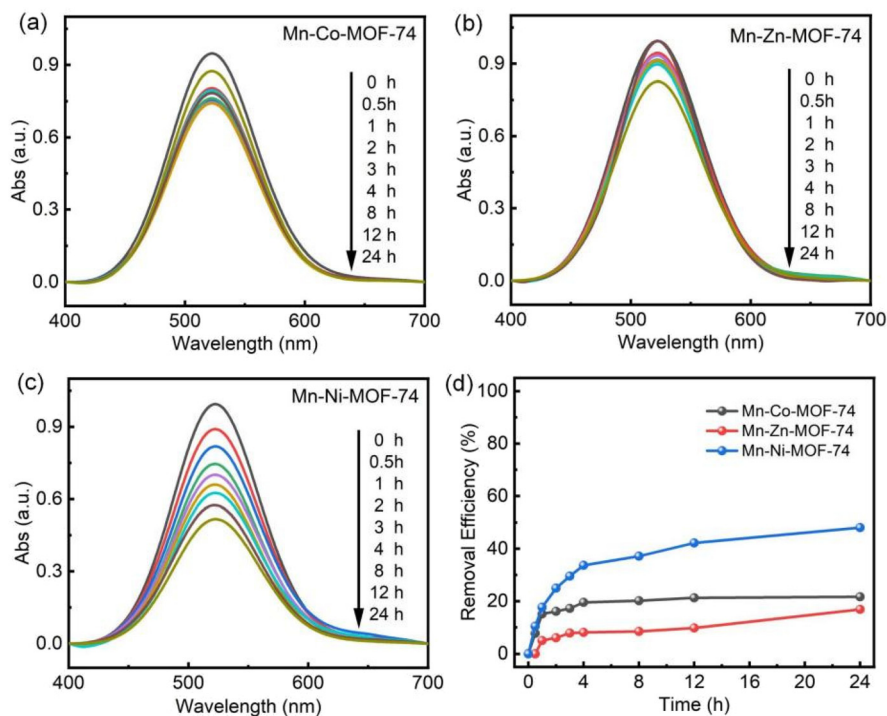 (a)
Mn-Co-MOF-74
0.9
0.6
0.3
0.0
Abs (a.u.)
0 h
0.5h
1 h
2 h
3 h
4 h
8 h
12 h
24 h
400 500 600 700
Wavelength (nm)
(b)
Mn-Zn-MOF-74
0.9
0.6
0.3
0.0
Abs (a.u.)
0 h
0.5h
1 h
2 h
3 h
4 h
8 h
12 h
24 h
400 500 600 700
Wavelength (nm)
(c)
Mn-Ni-MOF-74
0.9
0.6
0.3
0.0
Abs (a.u.)
0 h
0.5h
1 h
2 h
3 h
4 h
8 h
12 h
24 h
400 500 600 700
Wavelength (nm)
(d)
100
80
60
40
20
0
Removal Efficiency (%)
Mn-Co-MOF-74
Mn-Zn-MOF-74
Mn-Ni-MOF-74
0 4 8 12 16 20 24
Time (h)